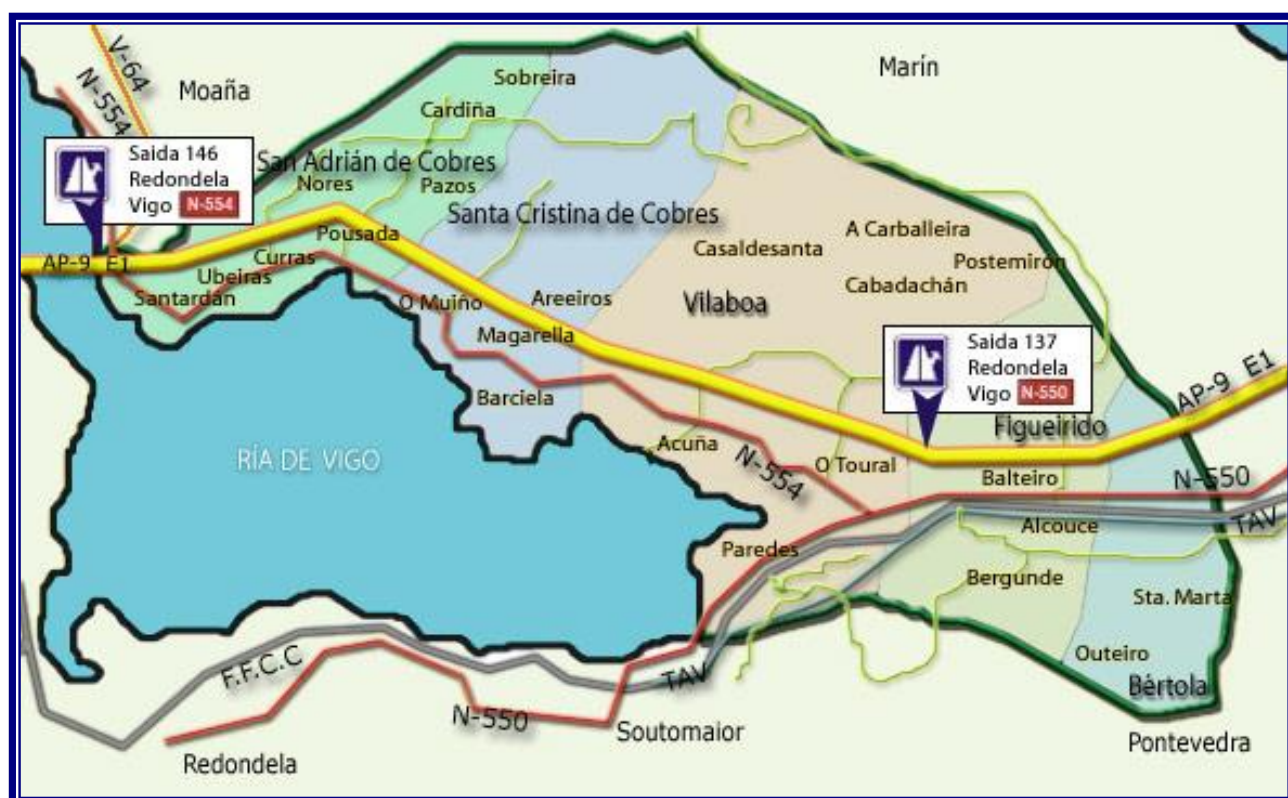 V-64
N-554
Moaña
Marín
Sobreira
Cardiña
Saida 146
Redondela
Vigo N-554
San Adrián de Cobres
Nores
Pazos
Santa Cristina de Cobres
Pousada
Casaldesanta
A Carballeira
Postemirón
Cabadachán
AP-9 E1
Curras
Ubeiras
Santardán
O Muiño
Areeiros
Vilaboa
Magarella
Saida 137
Redondela
Vigo N-550
AP-9 E1
Barciela
Figueirido
Acuña
RÍA DE VIGO
O Toural
N-554
Balteiro
N-550
Alcouce
TAV
Paredes
Bergunde
Sta. Marta
Outeiro
F.F.C.C
TAV
Bértola
N-550
Soutomaior
Pontevedra
Redondela